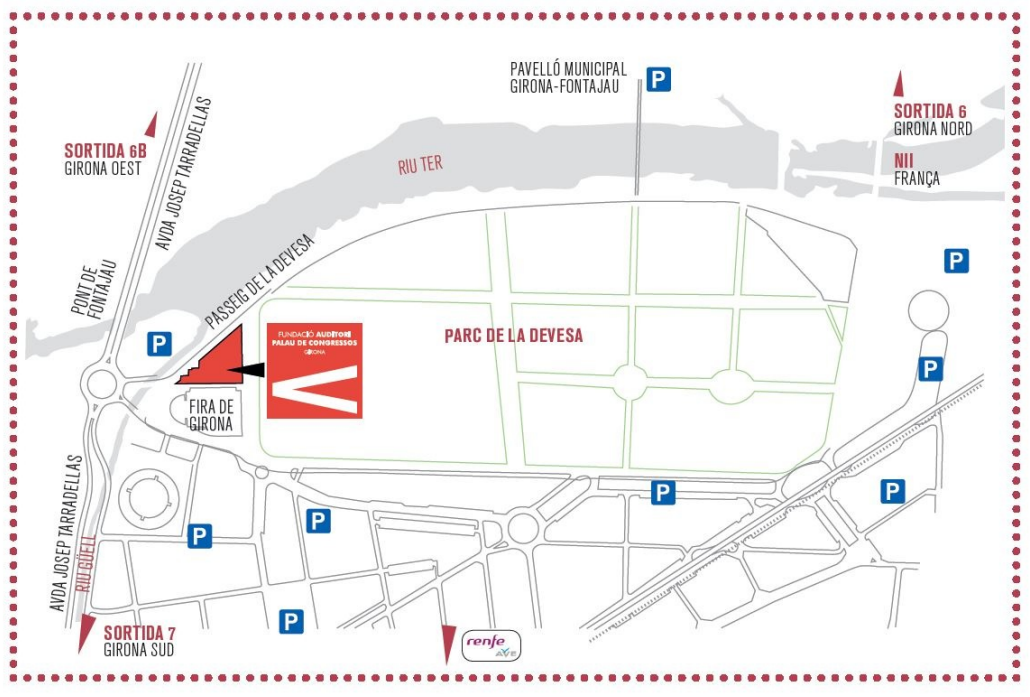 PAVELLÓ MUNICIPAL
GIRONA-FONTAJAU
P
SORTIDA 6
GIRONA NORD
NII
FRANÇA
SORTIDA 6B
GIRONA OEST
AVDA JOSEP TARRADELLAS
RIU TER
PONT DE
FONTAJAU
PASSEIG DE LA DEVESA
P
P
FUNDACIÓ AUDITORI
PALAU DE CONGRESSOS
GIRONA
PARC DE LA DEVESA
P
FIRA DE
GIRONA
P
P
P
P
AVDA JOSEP TARRADELLAS
RIU GÜELL
P
SORTIDA 7
GIRONA SUD
renfe
AVE